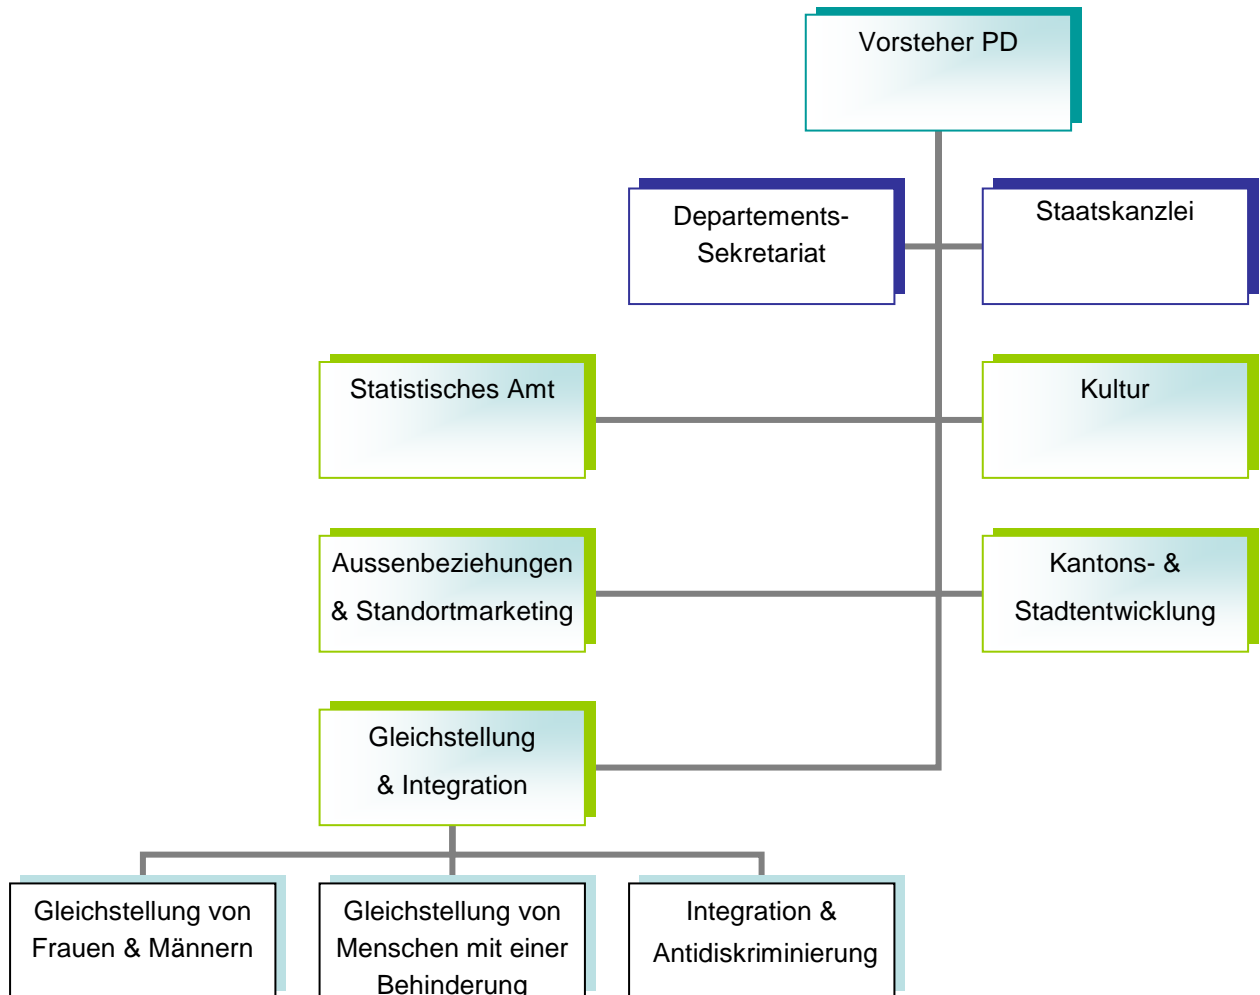 Vorsteher PD
Departements-
Sekretariat
Staatskanzlei
Statistisches Amt
Kultur
Aussenbeziehungen
& Standortmarketing
Kantons- &
Stadtentwicklung
Gleichstellung
& Integration
Gleichstellung von
Frauen & Männern
Gleichstellung von
Menschen mit einer
Behinderung
Integration &
Antidiskriminierung